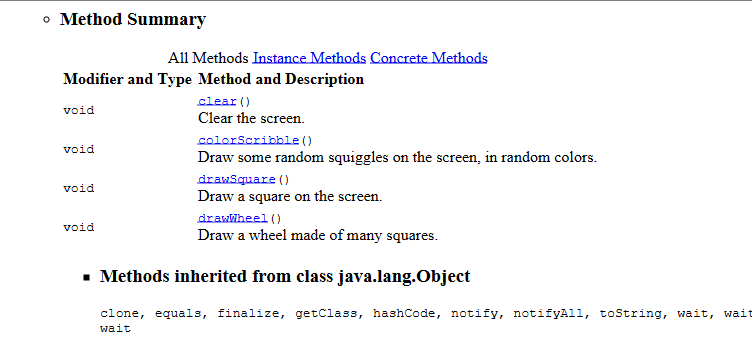 Method Summary
All Methods Instance Methods Concrete Methods
Modifier and Type Method and Description
void clear()
Clear the screen.
void colorScribble()
Draw some random squiggles on the screen, in random colors.
void drawSquare()
Draw a square on the screen.
void drawWheel()
Draw a wheel made of many squares.
Methods inherited from class java.lang.Object
clone, equals, finalize, getClass, hashCode, notify, notifyAll, toString, wait, wait
wait